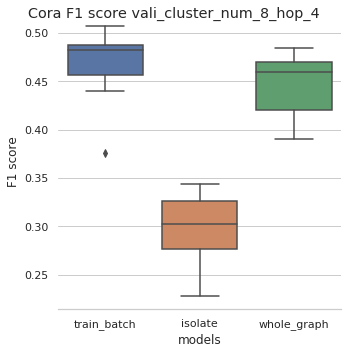 Cora F1 score vali_cluster_num_8_hop_4
0.50
0.45
0.40
0.35
0.30
0.25
F1 score
train_batch isolate whole_graph
models